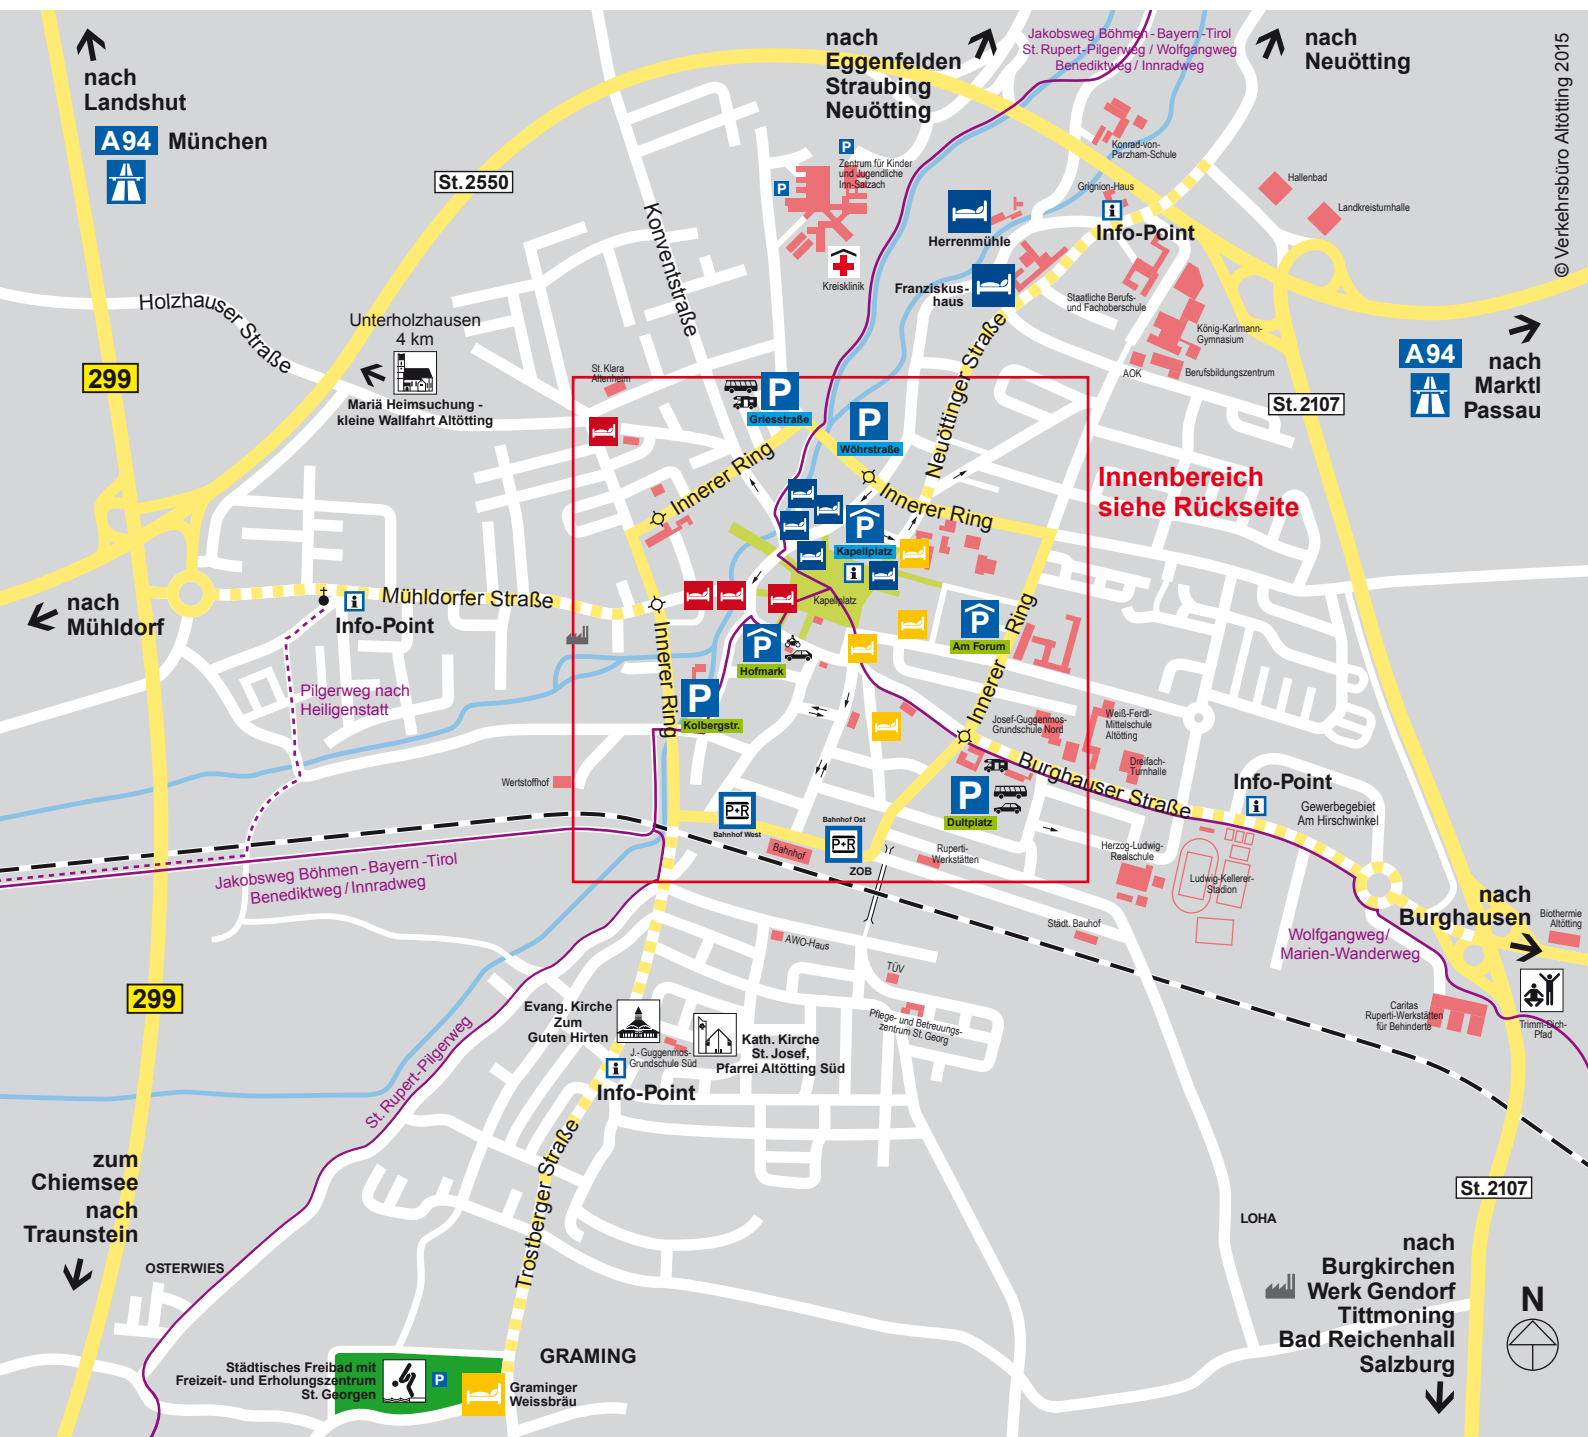 nach
Landshut
A 94 München
nach
Eggenfelden
Straubing
Neuötting
Jakobsweg Böhmen - Bayern - Tirol
St. Rupert-Pilgerweg / Wolfgangweg
Benediktweg / Innradweg
nach
Neuötting
© Verkehrsbüro Altötting 2015
St. 2550
P
Zentrum für Kinder
und Jugendliche
Inn-Salzach
P
Kreisklinik
Konrad-von-
Parzham-Schule
Grignion-Haus
i
Info-Point
Hallenbad
Landkreisturnhalle
Herrenmühle
Franziskus-
haus
Staatliche Berufs-
und Fachoberschule
König-Karlmann-
Gymnasium
AOK
Berufsbildungszentrum
Konventstraße
Holzhauser Straße
Unterholzhausen
4 km
Mariä Heimsuchung -
kleine Wallfahrt Altötting
299
St. Klara
Altenheim
P
Griesstraße
P
Wöhrstraße
Neuöttinger Straße
A 94
nach
Marktl
Passau
St. 2107
Innenbereich
siehe Rückseite
Innerer Ring
Innerer Ring
P
Kapellplatz
i
Kapellplatz
nach
Mühldorf
i
Mühldorfer Straße
Info-Point
Innerer Ring
P
Hofmark
P
Am Forum
Innerer Ring
P
Kolbergstr.
Pilgerweg nach
Heiligenstatt
Wertstoffhof
Josef-Guggenmos-
Grundschule Nord
Weiß-Ferdl-
Mittelschule
Altötting
Dreifach-
Turnhalle
Burghauser Straße
Info-Point
i
Gewerbegebiet
Am Hirschwinkel
P
Dultplatz
P+R
Bahnhof West
Bahnhof
Bahnhof Ost
P+R
ZOB
Ruperti-
Werkstätten
Herzog-Ludwig-
Realschule
Ludwig-Kellerer-
Stadion
Jakobsweg Böhmen - Bayern - Tirol
Benediktweg / Innradweg
Städt. Bauhof
AWO-Haus
TÜV
Pflege- und Betreuungs-
zentrum St. Georg
Wolfgangweg/
Marien-Wanderweg
nach
Burghausen
Biothermie
Altötting
Caritas
Ruperti-Werkstätten
für Behinderte
Trimm-Dich-
Pfad
299
Evang. Kirche
Zum
Guten Hirten
J.-Guggenmos-
Grundschule Süd
Kath. Kirche
St. Josef,
Pfarrei Altötting Süd
i
Info-Point
St. Rupert-Pilgerweg
Trostberger Straße
zum
Chiemsee
nach
Traunstein
OSTERWIES
St. 2107
LOHA
nach
Burgkirchen
Werk Gendorf
Tittmoning
Bad Reichenhall
Salzburg
N
Städtisches Freibad mit
Freizeit- und Erholungszentrum
St. Georgen
P
GRAMING
Graminger
Weissbräu